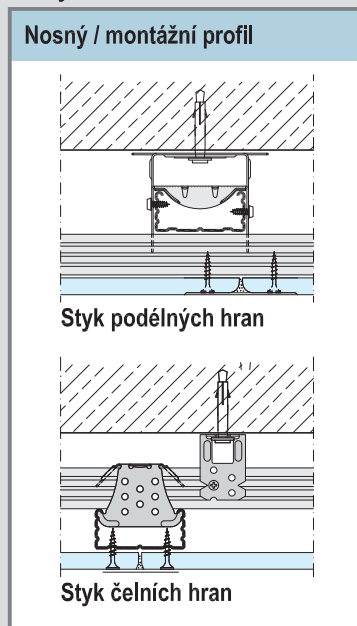 Nosný / montážní profil
Styk podélných hran
Styk čelních hran